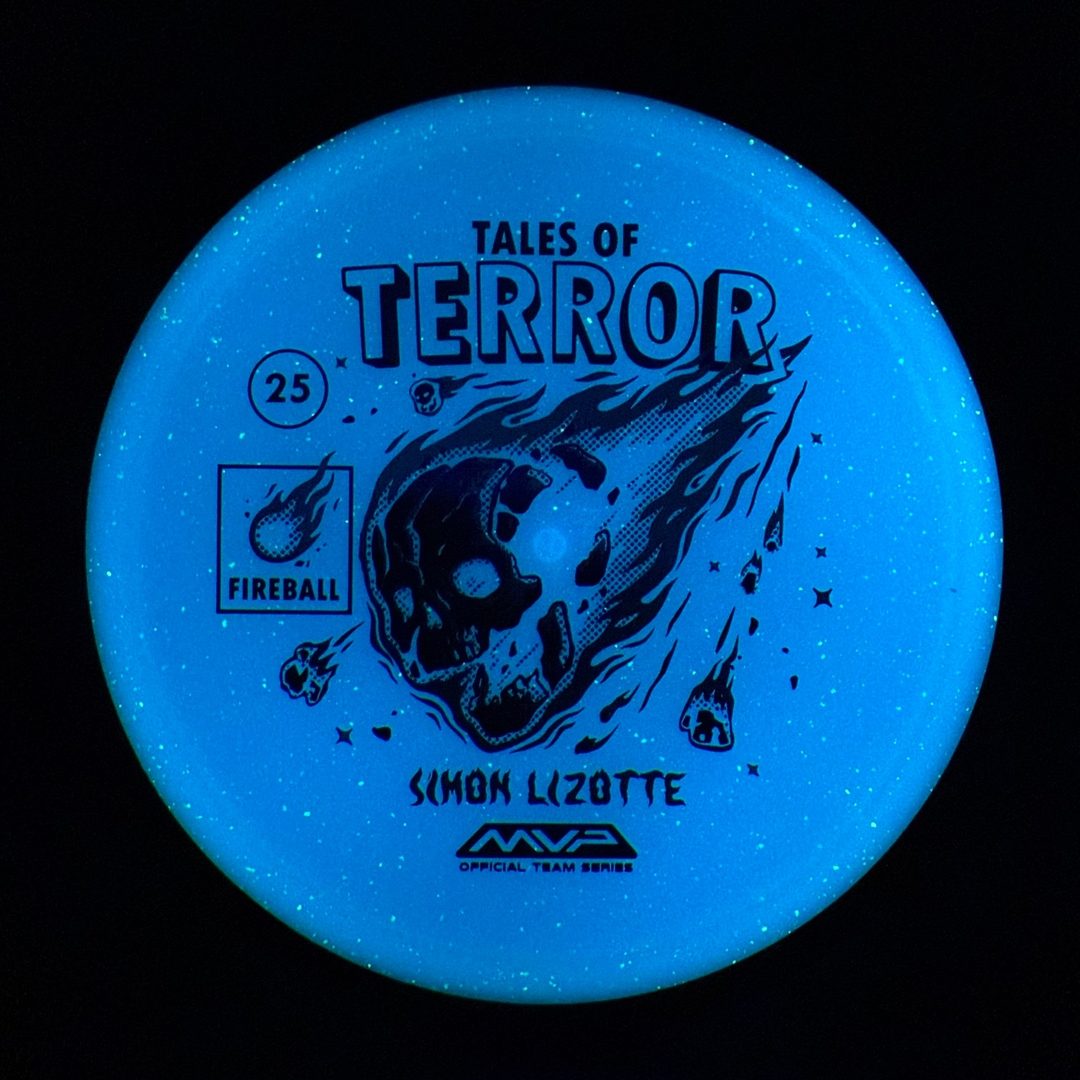 TALES OF
TERROR
25
FIREBALL
SIMON LIZOTTE
MVP
OFFICIAL TEAM SERIES